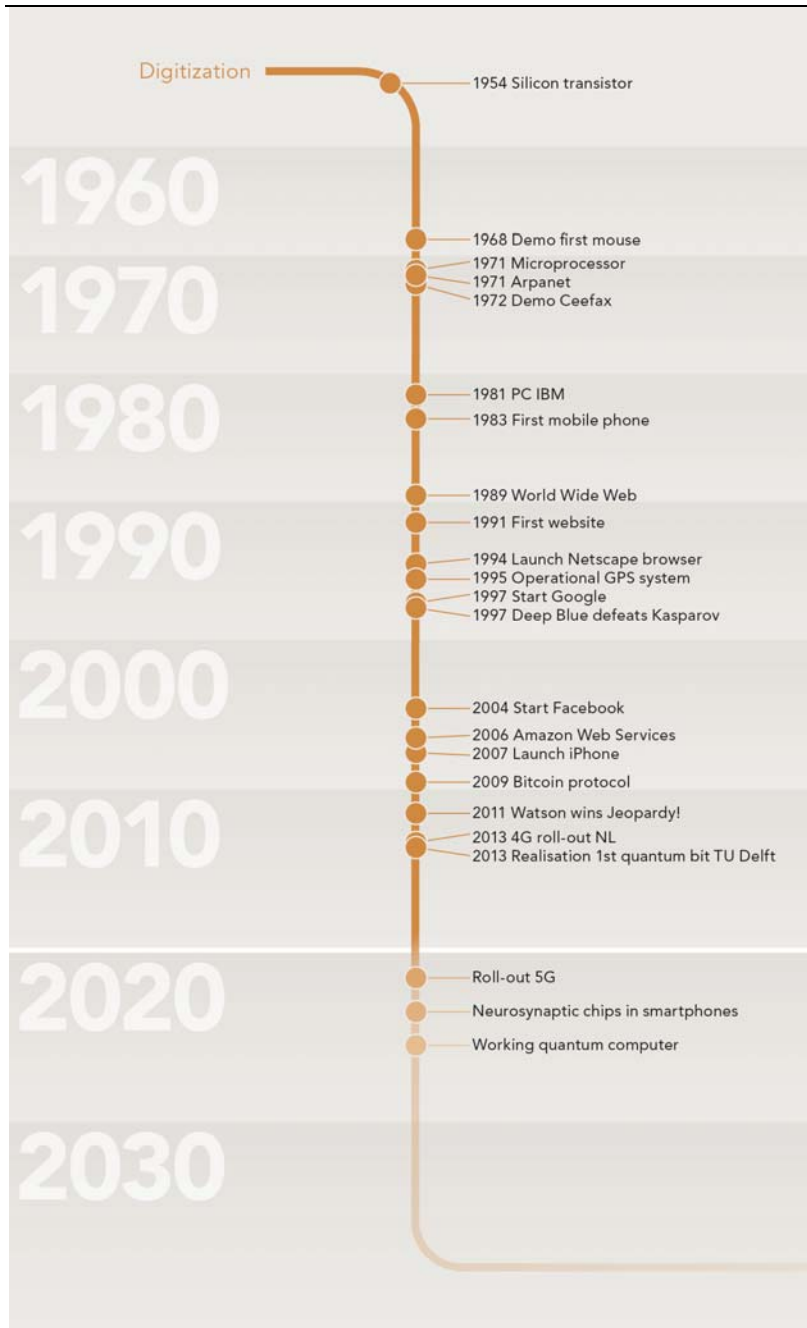 Digitization
1954 Silicon transistor
1960
1968 Demo first mouse
1970
1971 Microprocessor
1971 Arpanet
1972 Demo Ceefax
1980
1981 PC IBM
1983 First mobile phone
1989 World Wide Web
1990
1991 First website
1994 Launch Netscape browser
1995 Operational GPS system
1997 Start Google
1997 Deep Blue defeats Kasparov
2000
2004 Start Facebook
2006 Amazon Web Services
2007 Launch iPhone
2009 Bitcoin protocol
2010
2011 Watson wins Jeopardy!
2013 4G roll-out NL
2013 Realisation 1st quantum bit TU Delft
2020
Roll-out 5G
Neurosynaptic chips in smartphones
Working quantum computer
2030